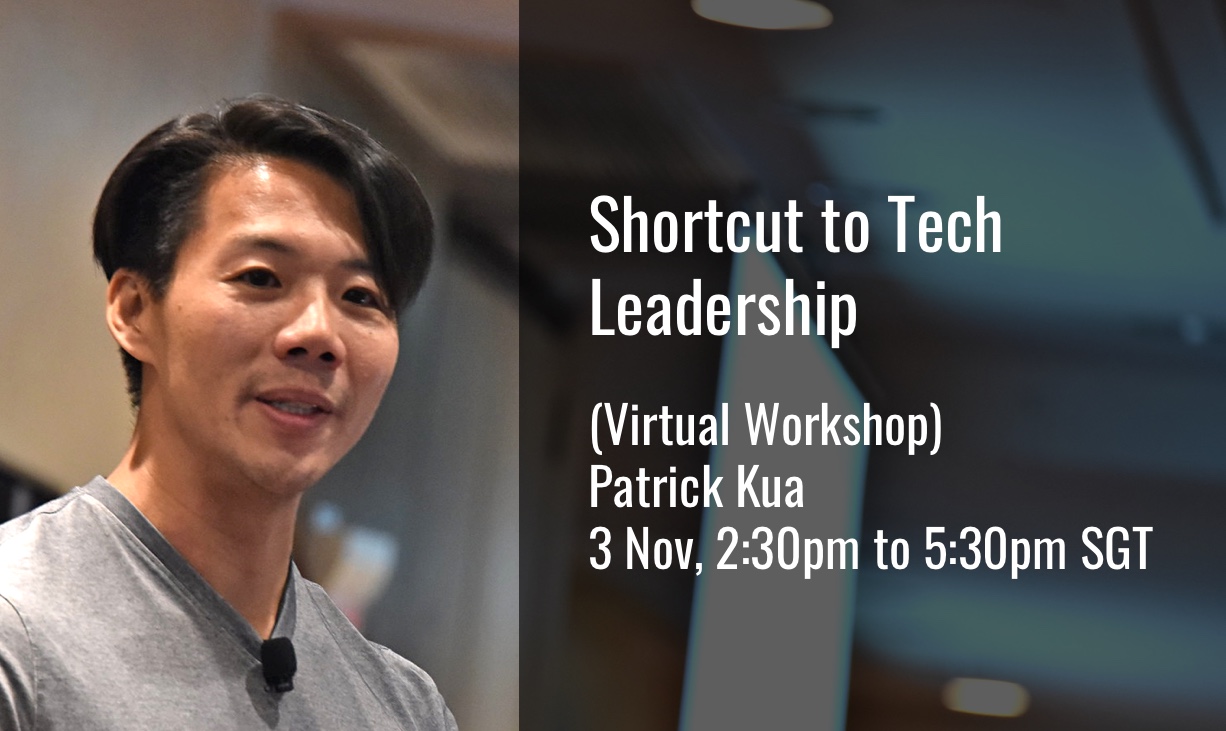 Shortcut to Tech
Leadership
(Virtual Workshop)
Patrick Kua
3 Nov, 2:30pm to 5:30pm SGT